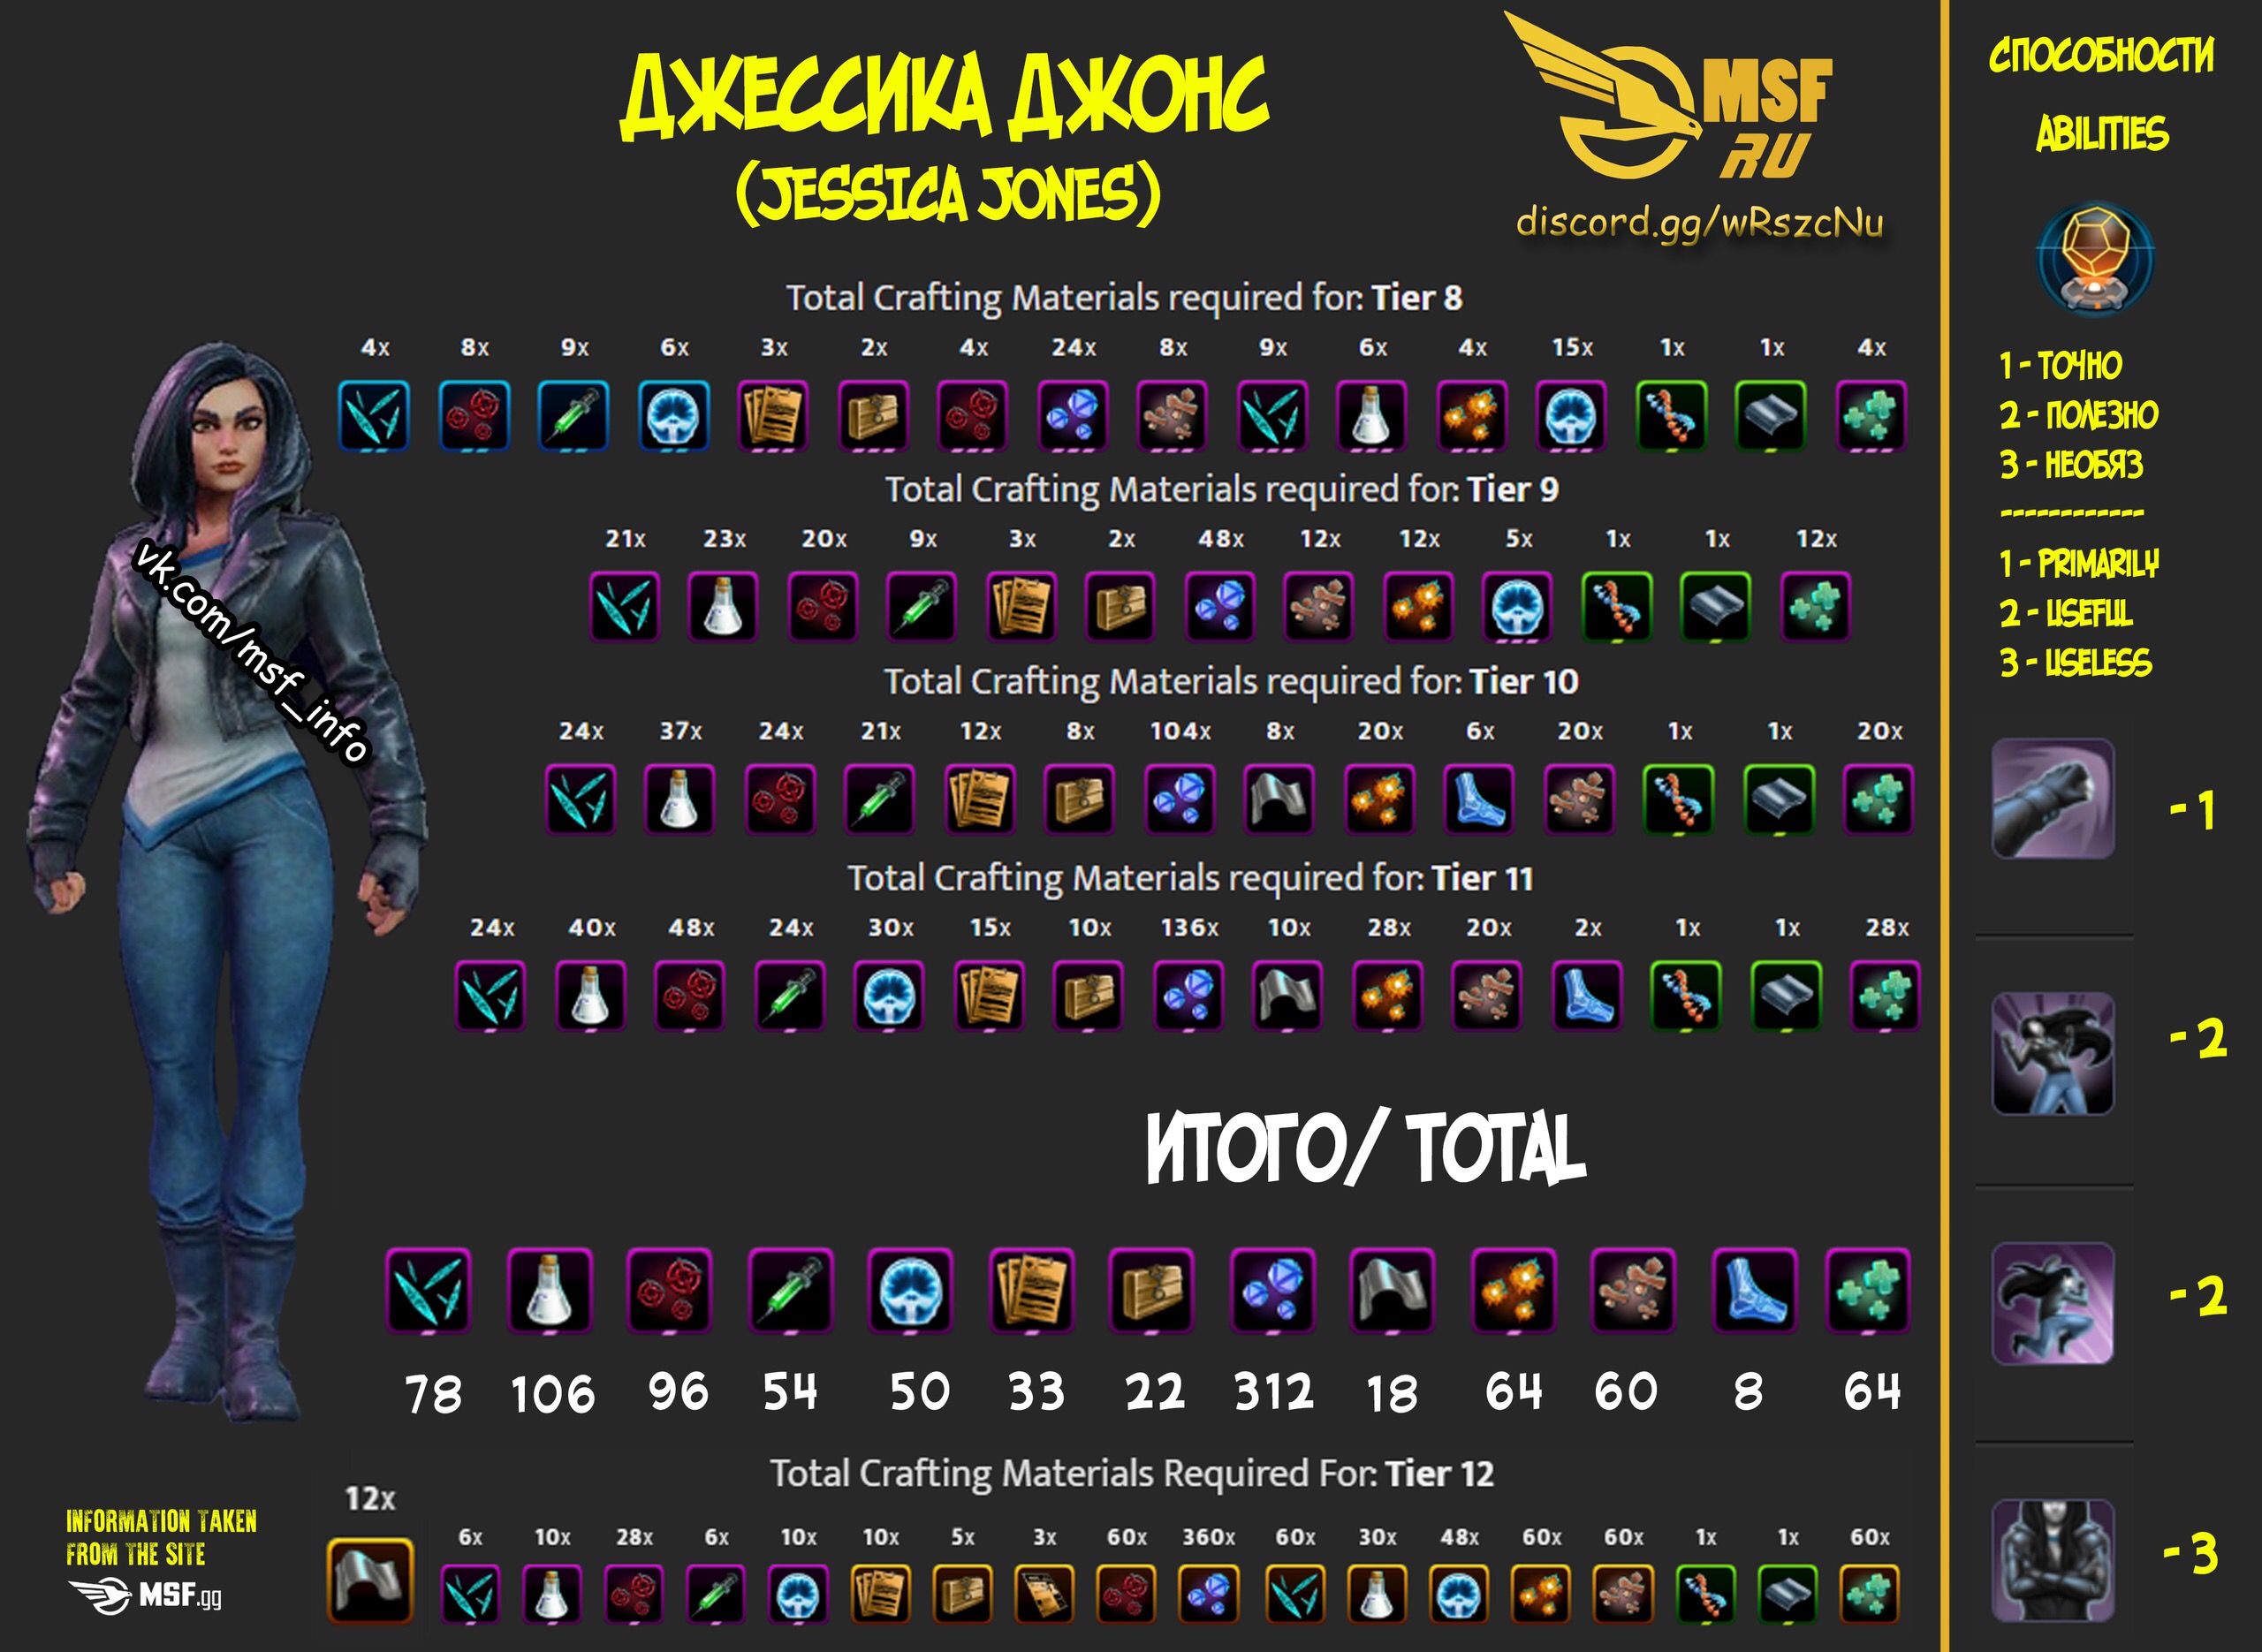 ДЖЕССИКА ДЖОНС
(JESSICA JONES)
MSF
RU
discord.gg/wRszcNu
Total Crafting Materials required for: Tier 8
4x 8x 9x 6x 3x 2x 4x 24x 8x 9x 6x 4x 15x 1x 1x 4x
Total Crafting Materials required for: Tier 9
21x 23x 20x 9x 3x 2x 48x 12x 12x 5x 1x 1x 12x
Total Crafting Materials required for: Tier 10
24x 37x 24x 21x 12x 8x 104x 8x 20x 6x 20x 1x 1x 20x
Total Crafting Materials required for: Tier 11
24x 40x 48x 24x 30x 15x 10x 136x 10x 28x 20x 2x 1x 1x 28x
vk.com/msf_info
ИТОГО/ TOTAL
78 106 96 54 50 33 22 312 18 64 60 8 64
Total Crafting Materials Required For: Tier 12
12x
6x 10x 28x 6x 10x 10x 5x 3x 60x 360x 60x 30x 48x 60x 60x 1x 1x 60x
INFORMATION TAKEN
FROM THE SITE
MSF.gg
СПОСОБНОСТИ
ABILITIES
1 - ТОЧНО
2 - ПОЛЕЗНО
3 - НЕОБЯЗ
------------
1 - PRIMARILY
2 - USEFUL
3 - USELESS
- 1
- 2
- 2
- 3